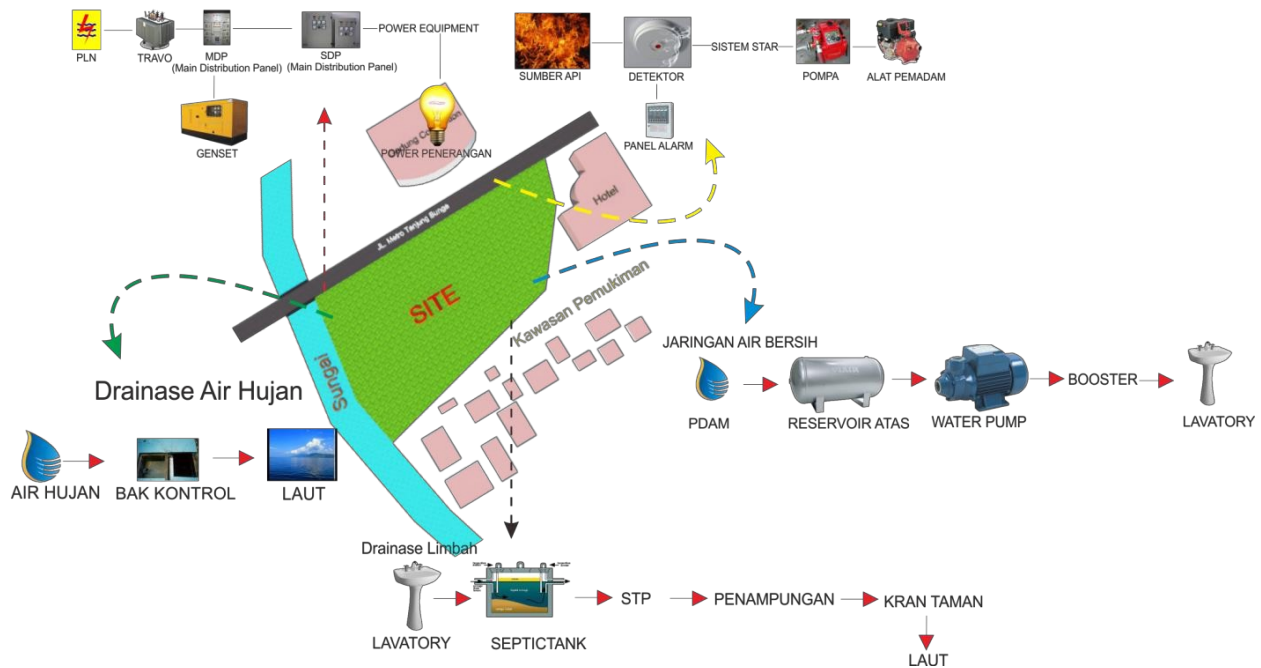 PLN
TRAVO
MDP
(Main Distribution Panel)
SDP
(Main Distribution Panel)
POWER EQUIPMENT
GENSET
POWER PENERANGAN
SUMBER API
DETEKTOR
SISTEM STAR
POMPA
ALAT PEMADAM
PANEL ALARM
Hotel
JL. Metro Tanjung Bunga
SITE
Sungai
Kawasan Pemukiman
Drainase Air Hujan
AIR HUJAN
BAK KONTROL
LAUT
JARINGAN AIR BERSIH
PDAM
RESERVOIR ATAS
WATER PUMP
BOOSTER
LAVATORY
Drainase Limbah
LAVATORY
SEPTICTANK
STP
PENAMPUNGAN
KRAN TAMAN
LAUT